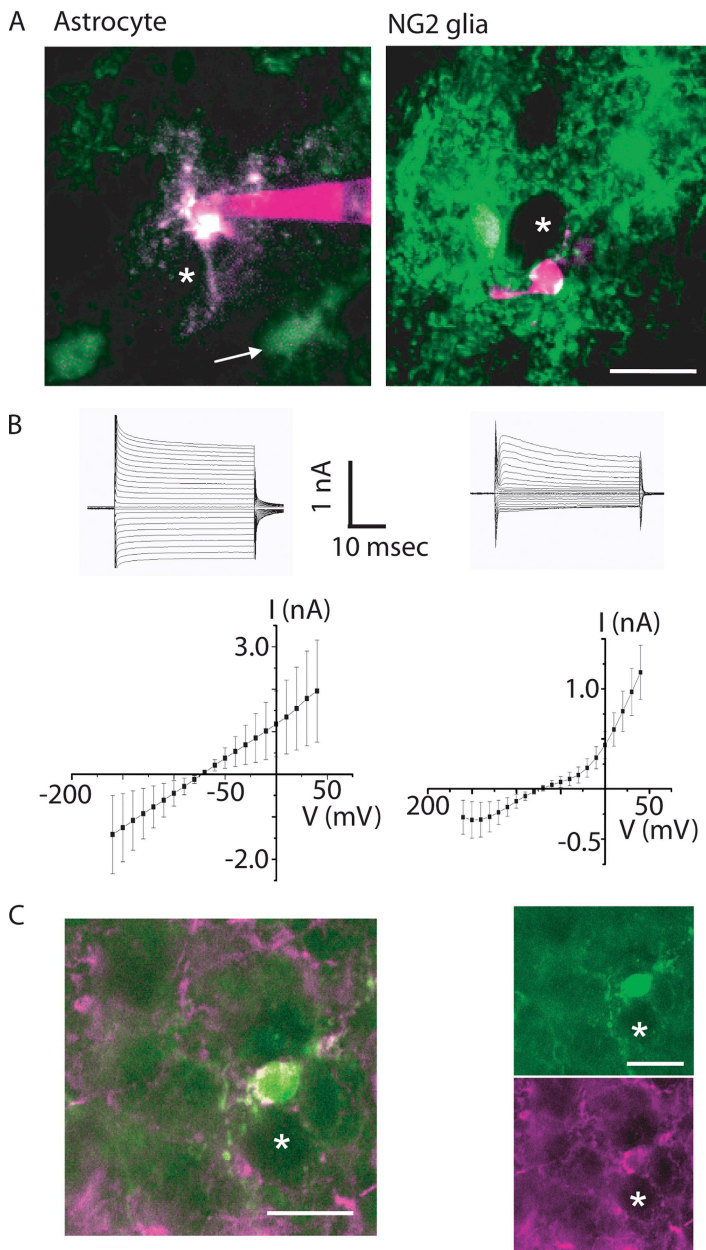 A Astrocyte NG2 glia
*
*
B
1 nA
10 msec
I (nA) I (nA)
3.0
1.0
-200 -50 50
V (mV)
200 50
V (mV)
-2.0
-0.5
C
*
*
*